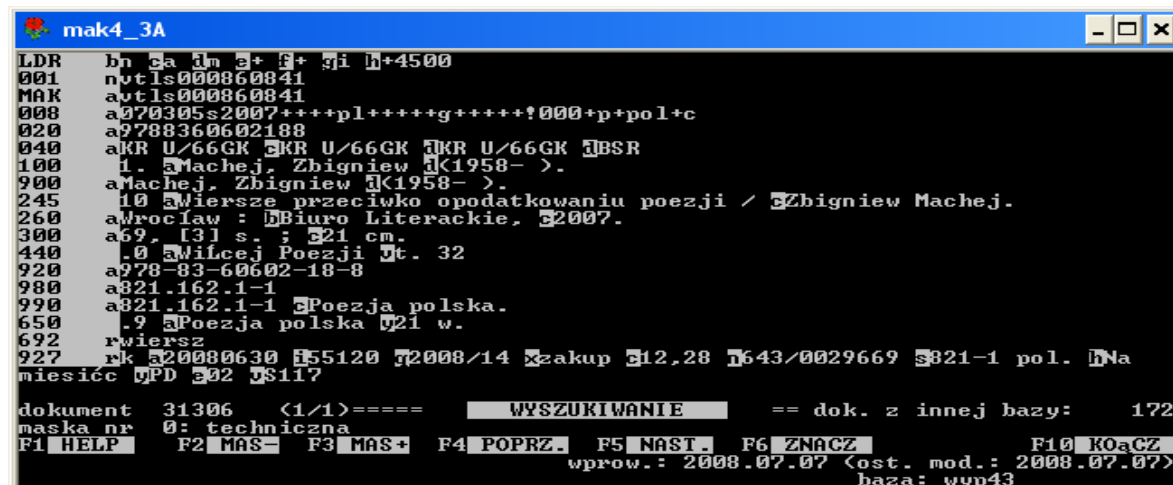 mak4_3A
LDR bn ca dm e+ f+ gi h+4500
001 nvtls000860841
MAK avtls000860841
008 a070305s2007++++pl+++++g+++++!000+p+pol+c
020 a9788360602188
040 aKR U/66GK cKR U/66GK dKR U/66GK dBSR
100 1. aMachej, Zbigniew d(1958- ).
900 aMachej, Zbigniew d(1958- ).
245 10 aWiersze przeciwko opodatkowaniu poezji / cZbigniew Machej.
260 aWrocław : bBiuro Literackie, c2007.
300 a69, [3] s. ; c21 cm.
440 .0 aWiĹcej Poezji vt. 32
920 a978-83-60602-18-8
980 a821.162.1-1
990 a821.162.1-1 cPoezja polska.
650 .9 aPoezja polska y21 w.
692 rwiersz
927 rk a20080630 i55120 g2008/14 xzakup c12,28 n643/0029669 s821-1 pol. hNa
miesićc yPD e02 vS117
dokument 31306 (1/1)===== WYSZUKIWANIE == dok. z innej bazy: 172
maska nr 0: techniczna
F1 HELP F2 MAS- F3 MAS+ F4 POPRZ. F5 NAST. F6 ZNACZ F10 KOąCZ
wprow.: 2008.07.07 (ost. mod.: 2008.07.07)
baza: wyp43